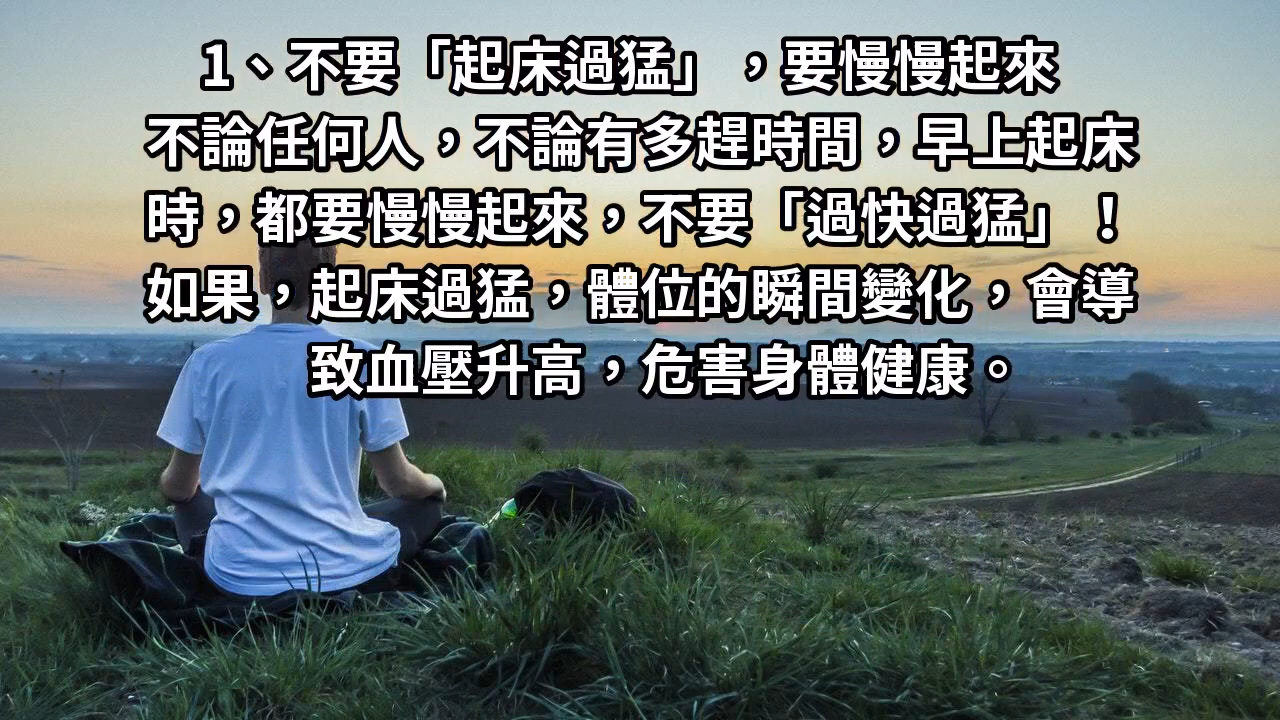 1、不要「起床過猛」，要慢慢起來
不論任何人，不論有多趕時間，早上起床
時，都要慢慢起來，不要「過快過猛」！
如果，起床過猛，體位的瞬間變化，會導
致血壓升高，危害身體健康。